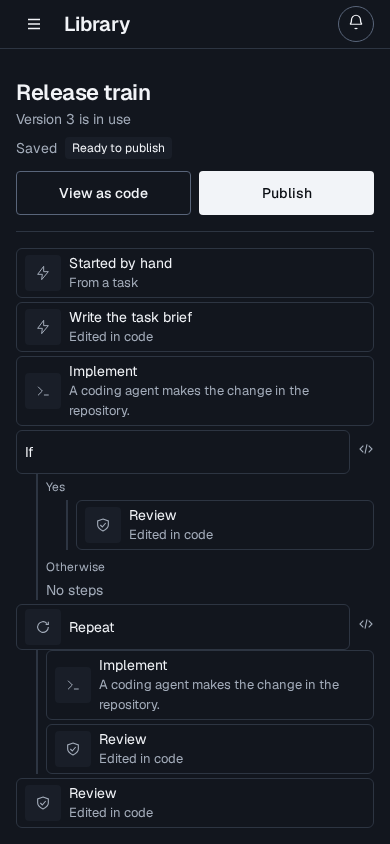 Library
Release train
Version 3 is in use
Saved Ready to publish
View as code Publish
Started by hand
From a task
Write the task brief
Edited in code
Implement
A coding agent makes the change in the
repository.
If
Yes
Review
Edited in code
Otherwise
No steps
Repeat
Implement
A coding agent makes the change in the
repository.
Review
Edited in code
Review
Edited in code